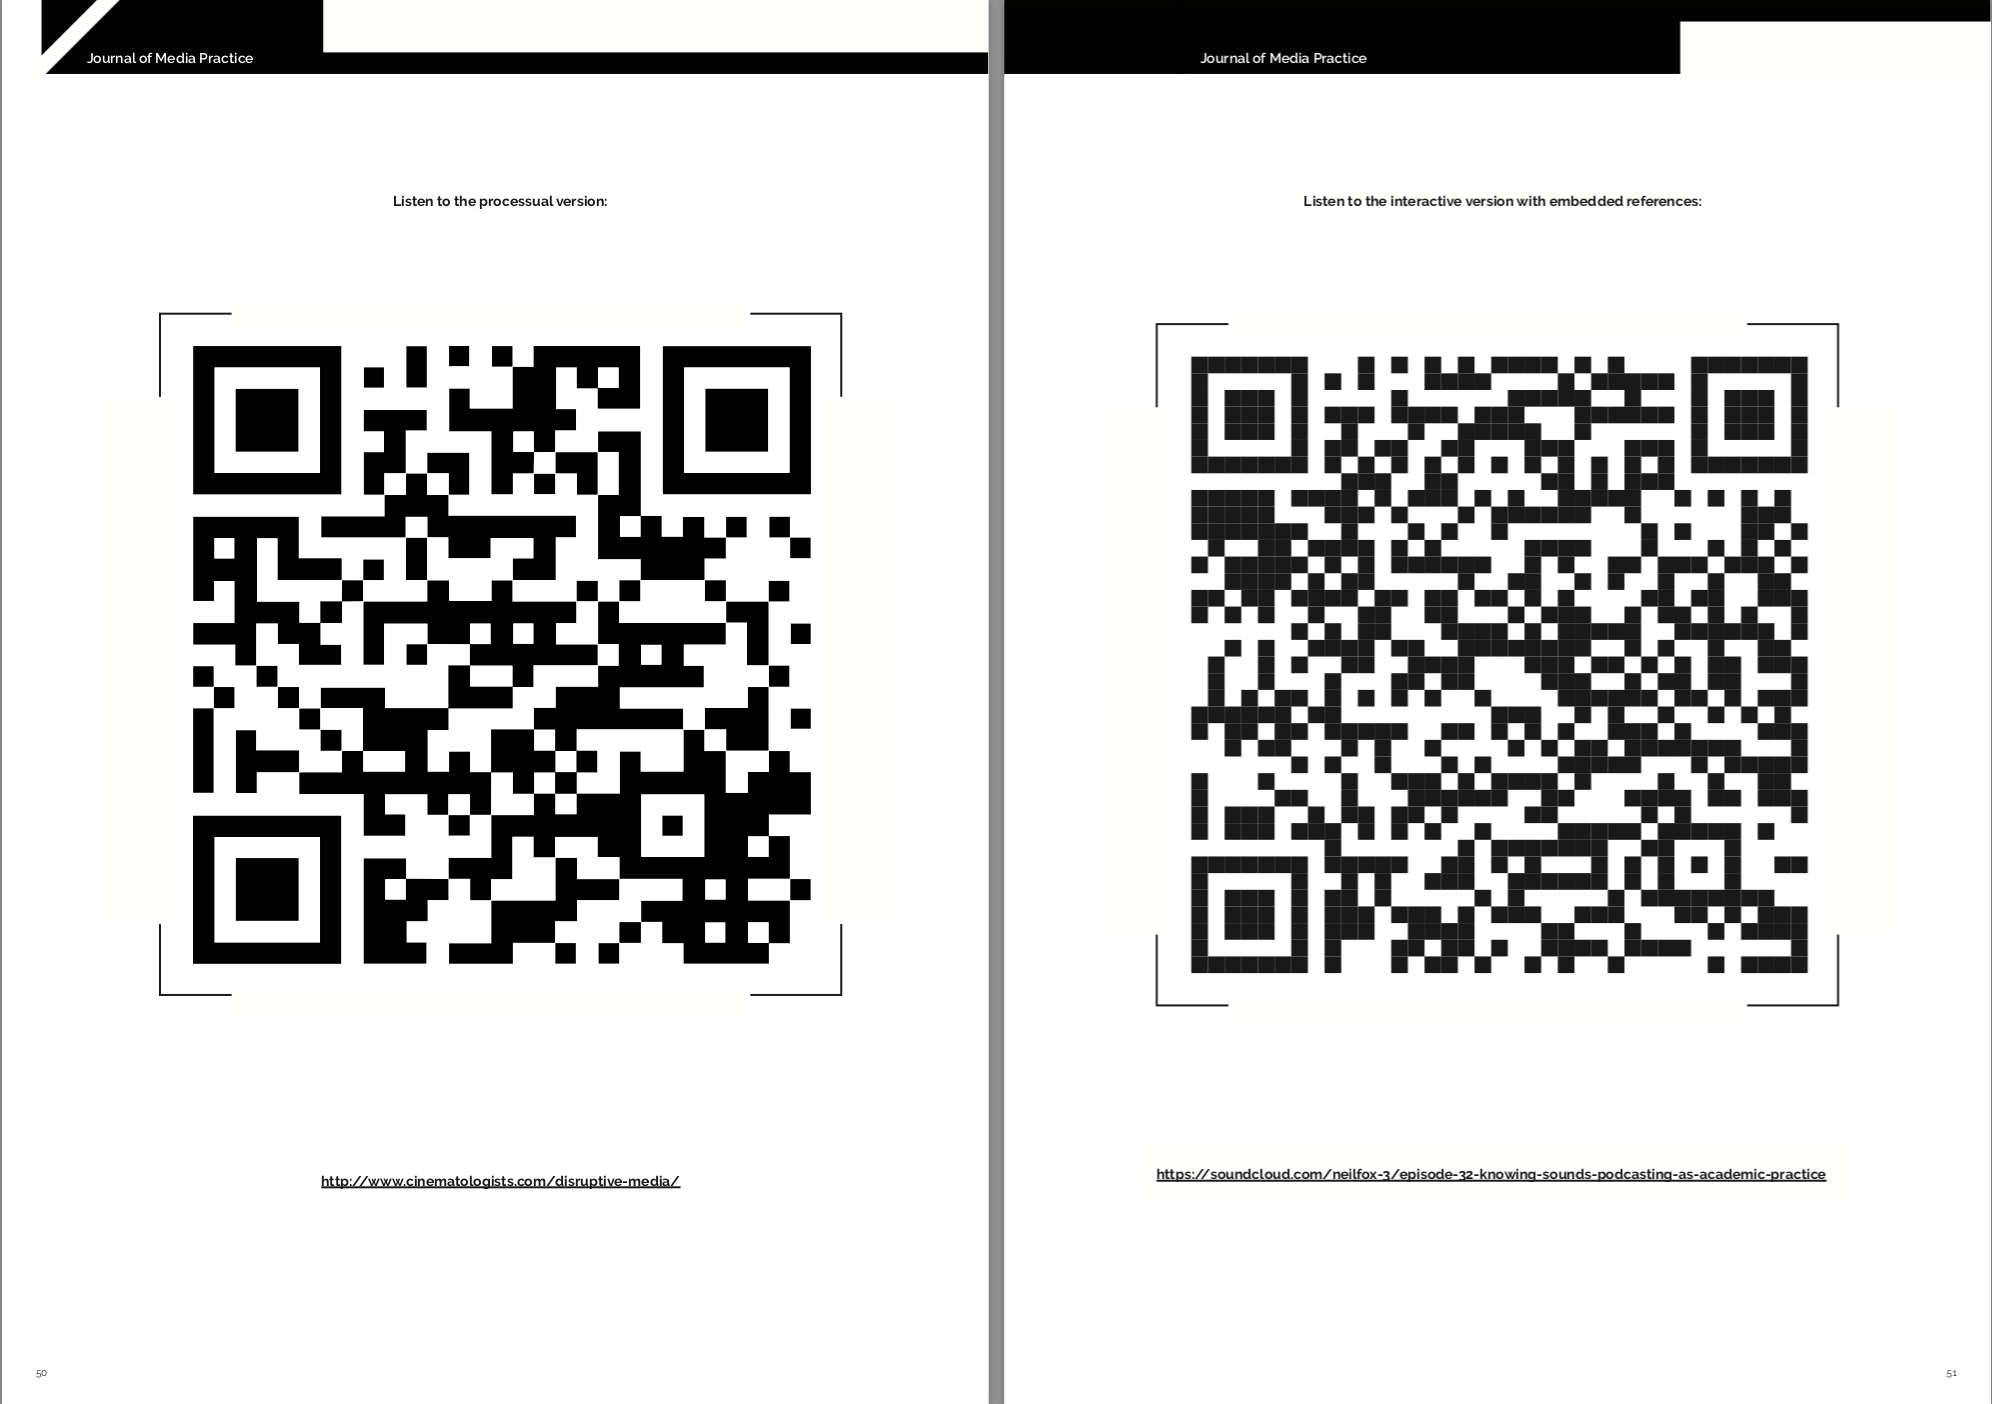 Journal of Media Practice
Listen to the processual version:
http://www.cinematologists.com/disruptive-media/
50
Journal of Media Practice
Listen to the interactive version with embedded references:
https://soundcloud.com/neilfox-3/episode-32-knowing-sounds-podcasting-as-academic-practice
51